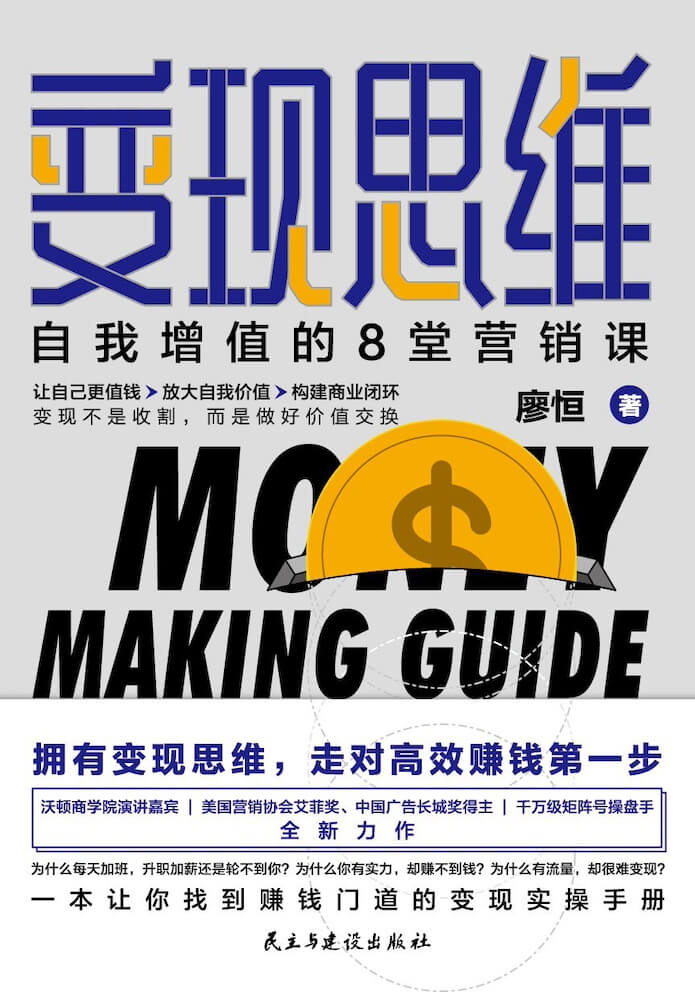 变现思维
自我增值的8堂营销课
让自己更值钱 > 放大自我价值 > 构建商业闭环
变现不是收割，而是做好价值交换
廖恒 著
MONEY
MAKING GUIDE
拥有变现思维，走对高效赚钱第一步
沃顿商学院演讲嘉宾 | 美国营销协会艾菲奖、中国广告长城奖得主 | 千万级矩阵号操盘手
全新力作
为什么每天加班，升职加薪还是轮不到你？为什么你有实力，却赚不到钱？为什么有流量，却很难变现？
一本让你找到赚钱门道的变现实操手册
民主与建设出版社